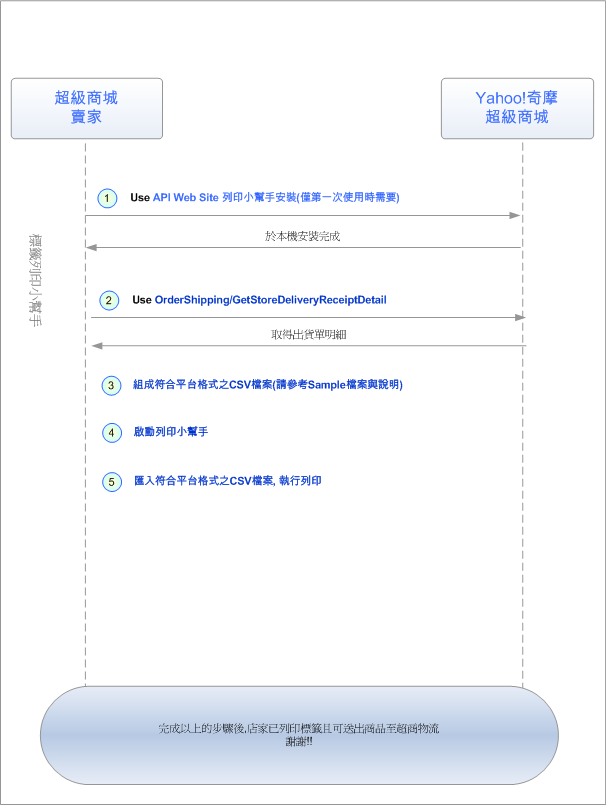 超級商城
賣家
Yahoo!奇摩
超級商城
1 Use API Web Site 列印小幫手安裝(僅第一次使用時需要)
於本機安裝完成
標籤列印小幫手
2 Use OrderShipping/GetStoreDeliveryReceiptDetail
取得出貨單明細
3 組成符合平台格式之CSV檔案(請參考Sample檔案與說明)
4 啟動列印小幫手
5 匯入符合平台格式之CSV檔案, 執行列印
完成以上的步驟後,店家已列印標籤且可送出商品至超商物流
謝謝!!!